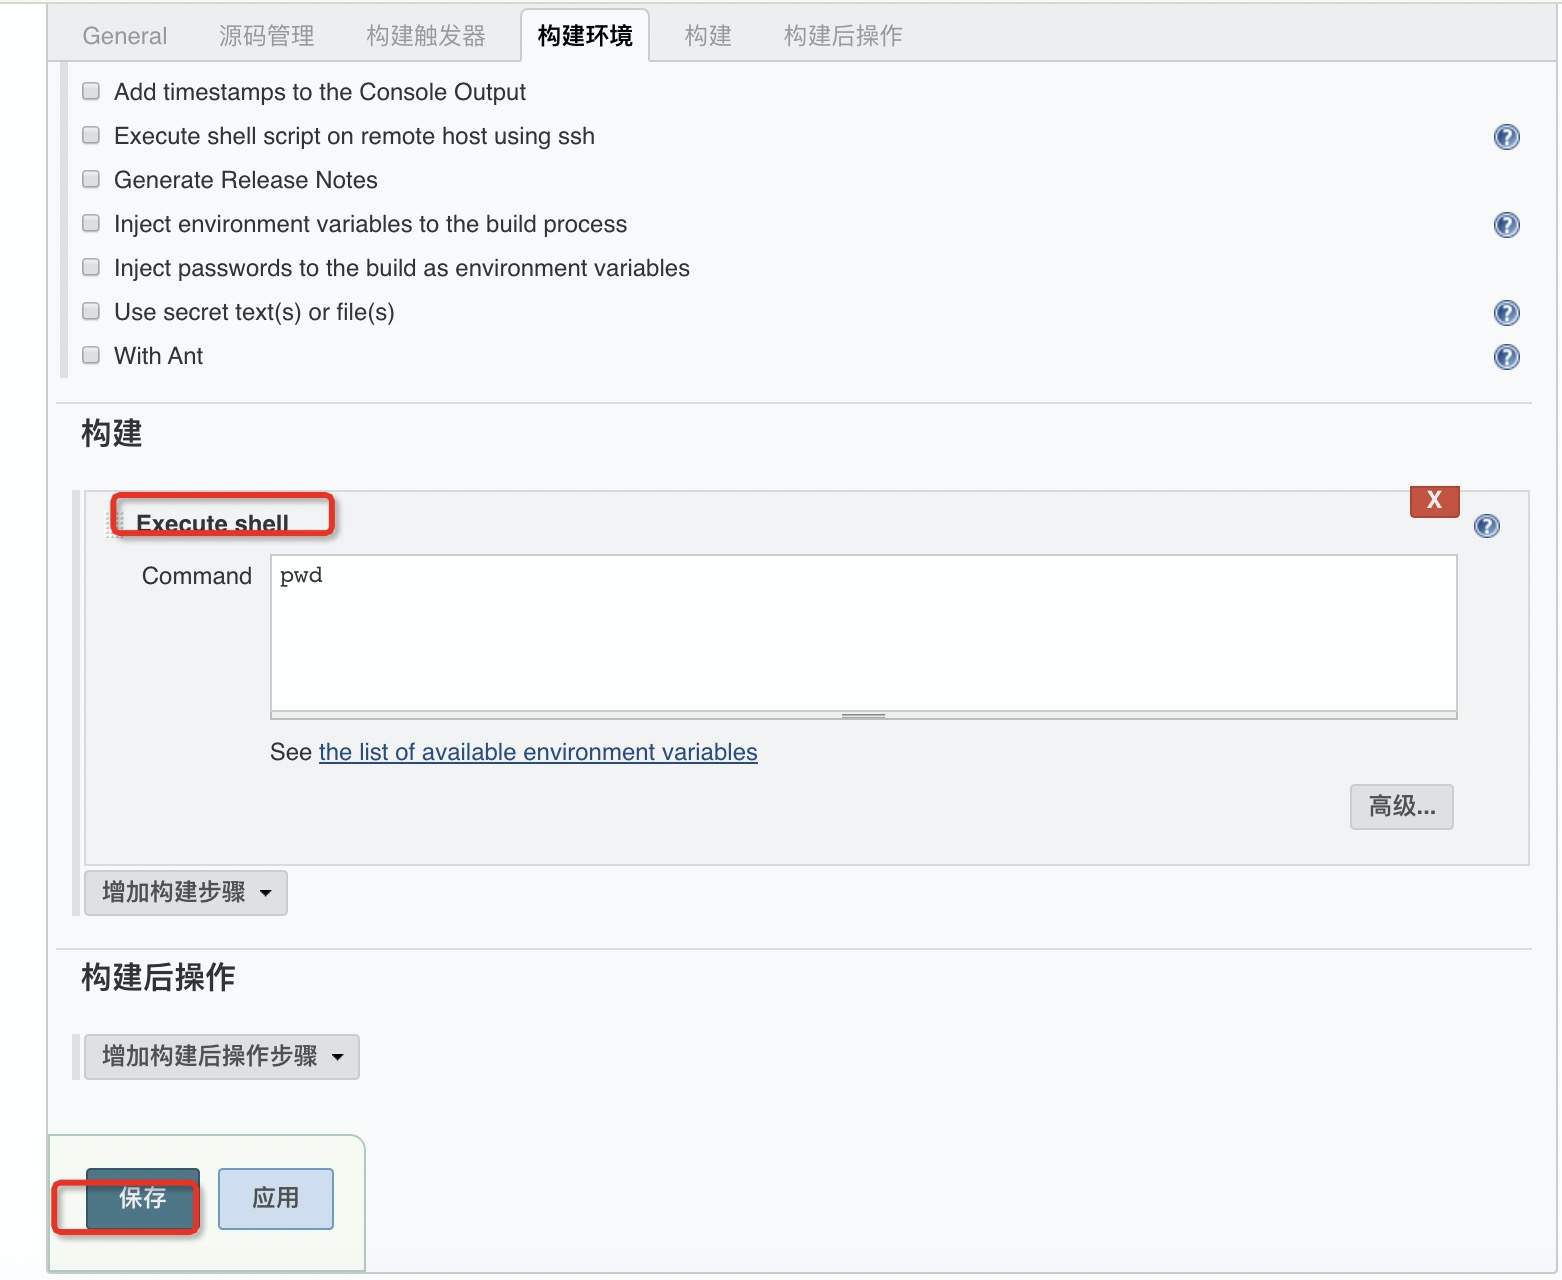 General 源码管理 构建触发器 构建环境 构建 构建后操作
Add timestamps to the Console Output
Execute shell script on remote host using ssh
Generate Release Notes
Inject environment variables to the build process
Inject passwords to the build as environment variables
Use secret text(s) or file(s)
With Ant
构建
X
Execute shell
Command pwd
See the list of available environment variables
高级...
增加构建步骤
构建后操作
增加构建后操作步骤
保存 应用